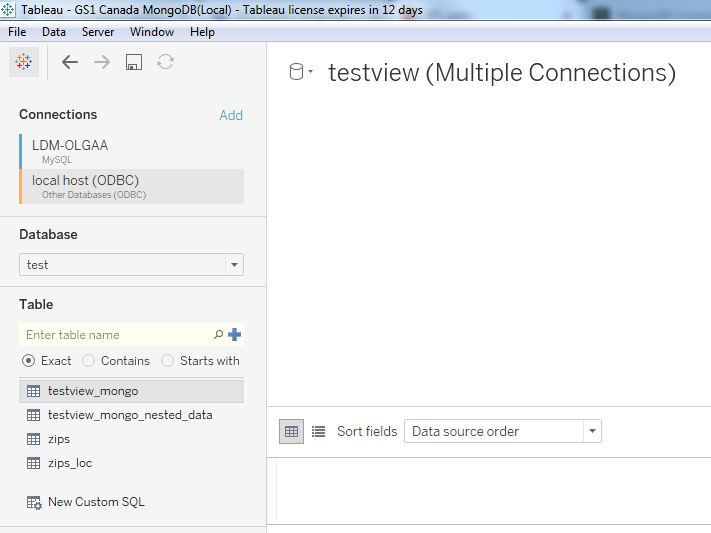 Tableau - GS1 Canada MongoDB(Local) - Tableau license expires in 12 days
File Data Server Window Help
testview (Multiple Connections)
Connections Add
LDM-OLGAA
MySQL
local host (ODBC)
Other Databases (ODBC)
Database
test
Table
Enter table name
Exact Contains Starts with
testview_mongo
testview_mongo_nested_data
zips
zips_loc
New Custom SQL
Sort fields Data source order